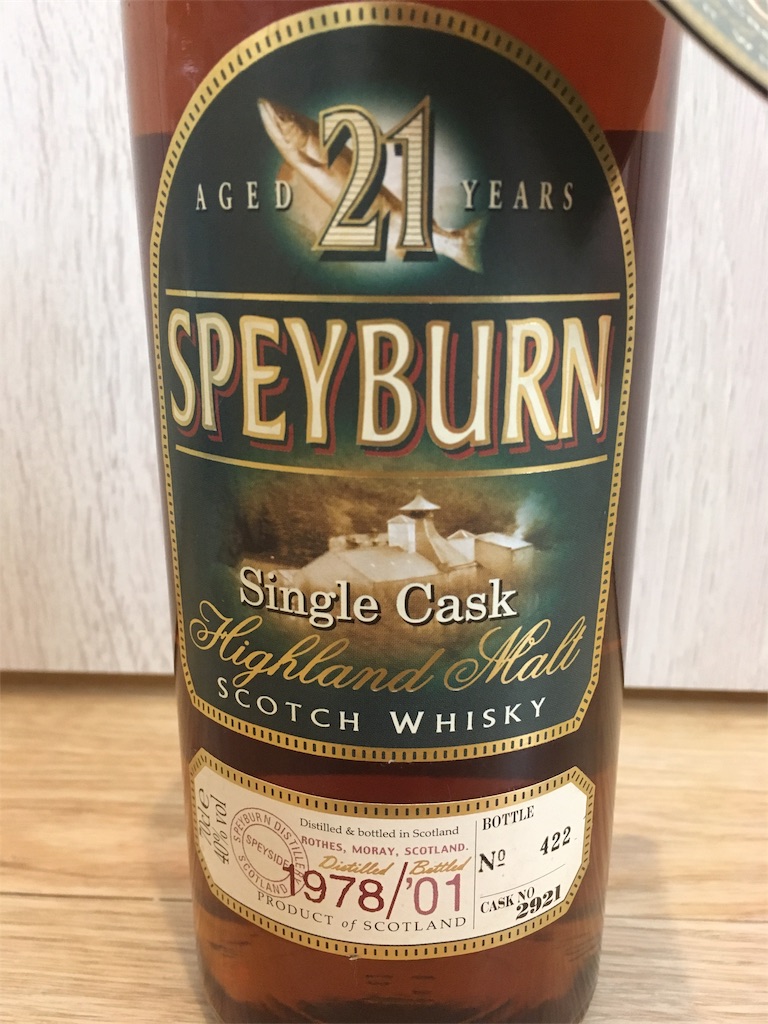 AGED 21 YEARS
SPEYBURN
Single Cask
Highland Malt
SCOTCH WHISKY
70cl e
40% vol
SPEYBURN DISTILLERY
SPEYSIDE
SCOTLAND
Distilled & bottled in Scotland
ROTHES, MORAY, SCOTLAND.
Distilled Bottled
1978/'01
PRODUCT of SCOTLAND
BOTTLE
Nº 422
CASK NO
2921